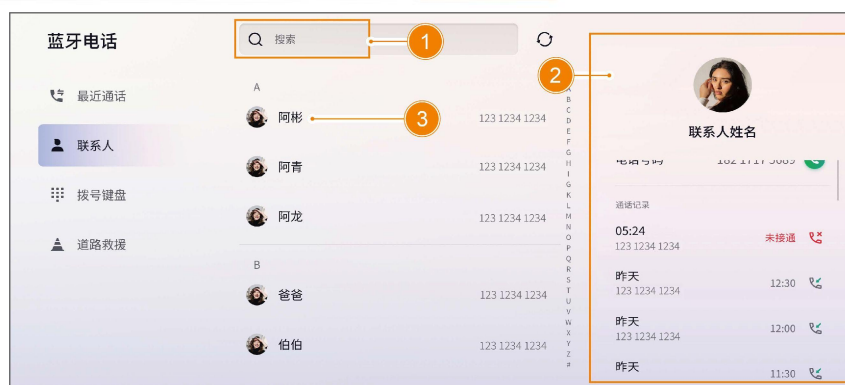 蓝牙电话
最近通话
联系人
拨号键盘
道路救援
搜索
1
A
阿彬
3
123 1234 1234
阿青
123 1234 1234
阿龙
123 1234 1234
B
爸爸
123 1234 1234
伯伯
123 1234 1234
A
B
C
D
E
F
G
H
I
G
K
L
M
N
O
P
Q
R
S
T
U
V
W
X
Y
Z
#
2
联系人姓名
电话号码
通话记录
05:24
123 1234 1234
未接通
昨天
123 1234 1234
12:30
昨天
123 1234 1234
12:00
昨天
11:30